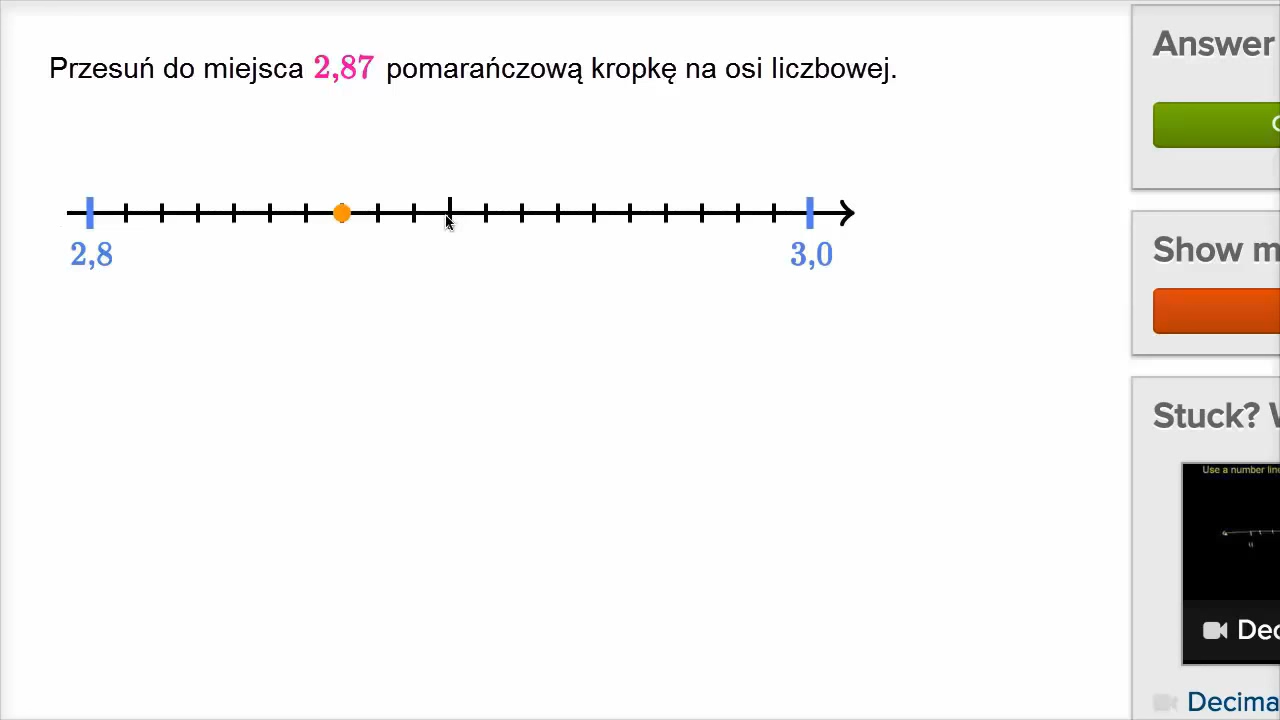 Przesuń do miejsca 2,87 pomarańczową kropkę na osi liczbowej.
2,8
3,0
Answer
Show m
Stuck? W
Use a number line
Dec
Decima